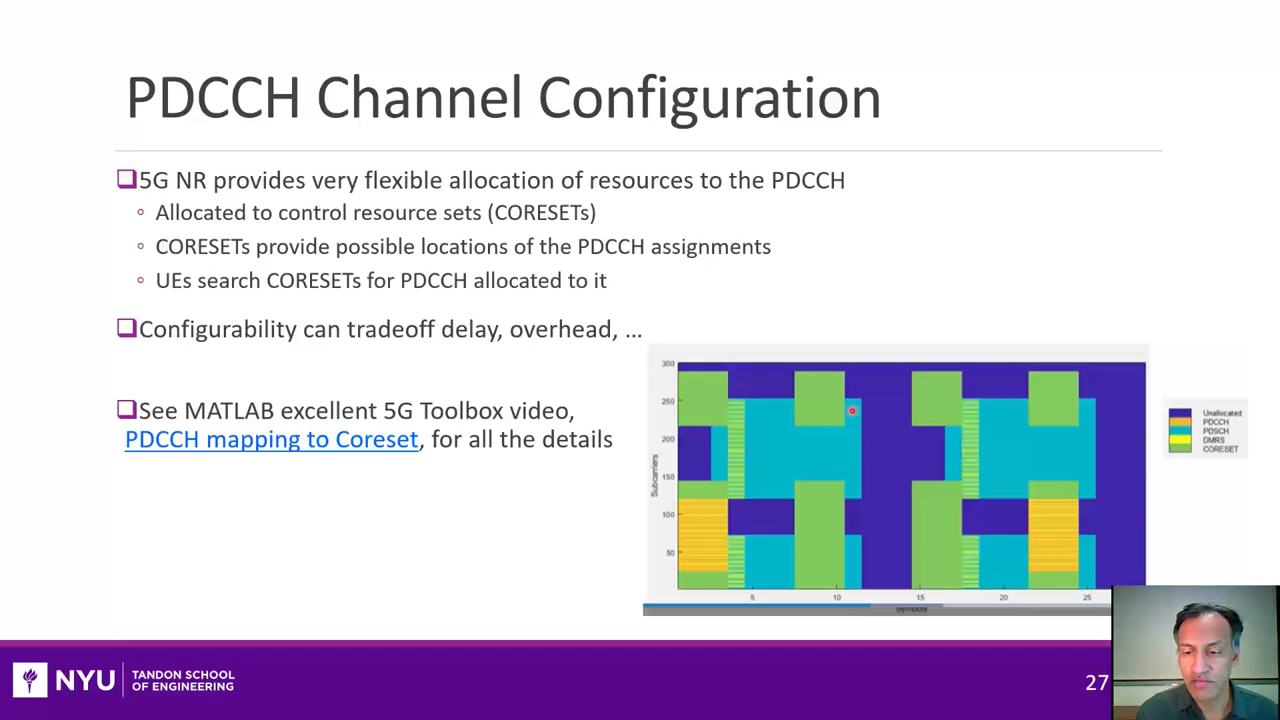 PDCCH Channel Configuration
5G NR provides very flexible allocation of resources to the PDCCH
Allocated to control resource sets (CORESETs)
CORESETs provide possible locations of the PDCCH assignments
UEs search CORESETs for PDCCH allocated to it
Configurability can tradeoff delay, overhead, ...
See MATLAB excellent 5G Toolbox video,
PDCCH mapping to Coreset, for all the details
300
250
200
150
100
50
Subcarriers
5
10
15
20
25
Symbols
Unallocated
PDCCH
PDSCH
DMRS
CORESET
NYU
TANDON SCHOOL
OF ENGINEERING
27